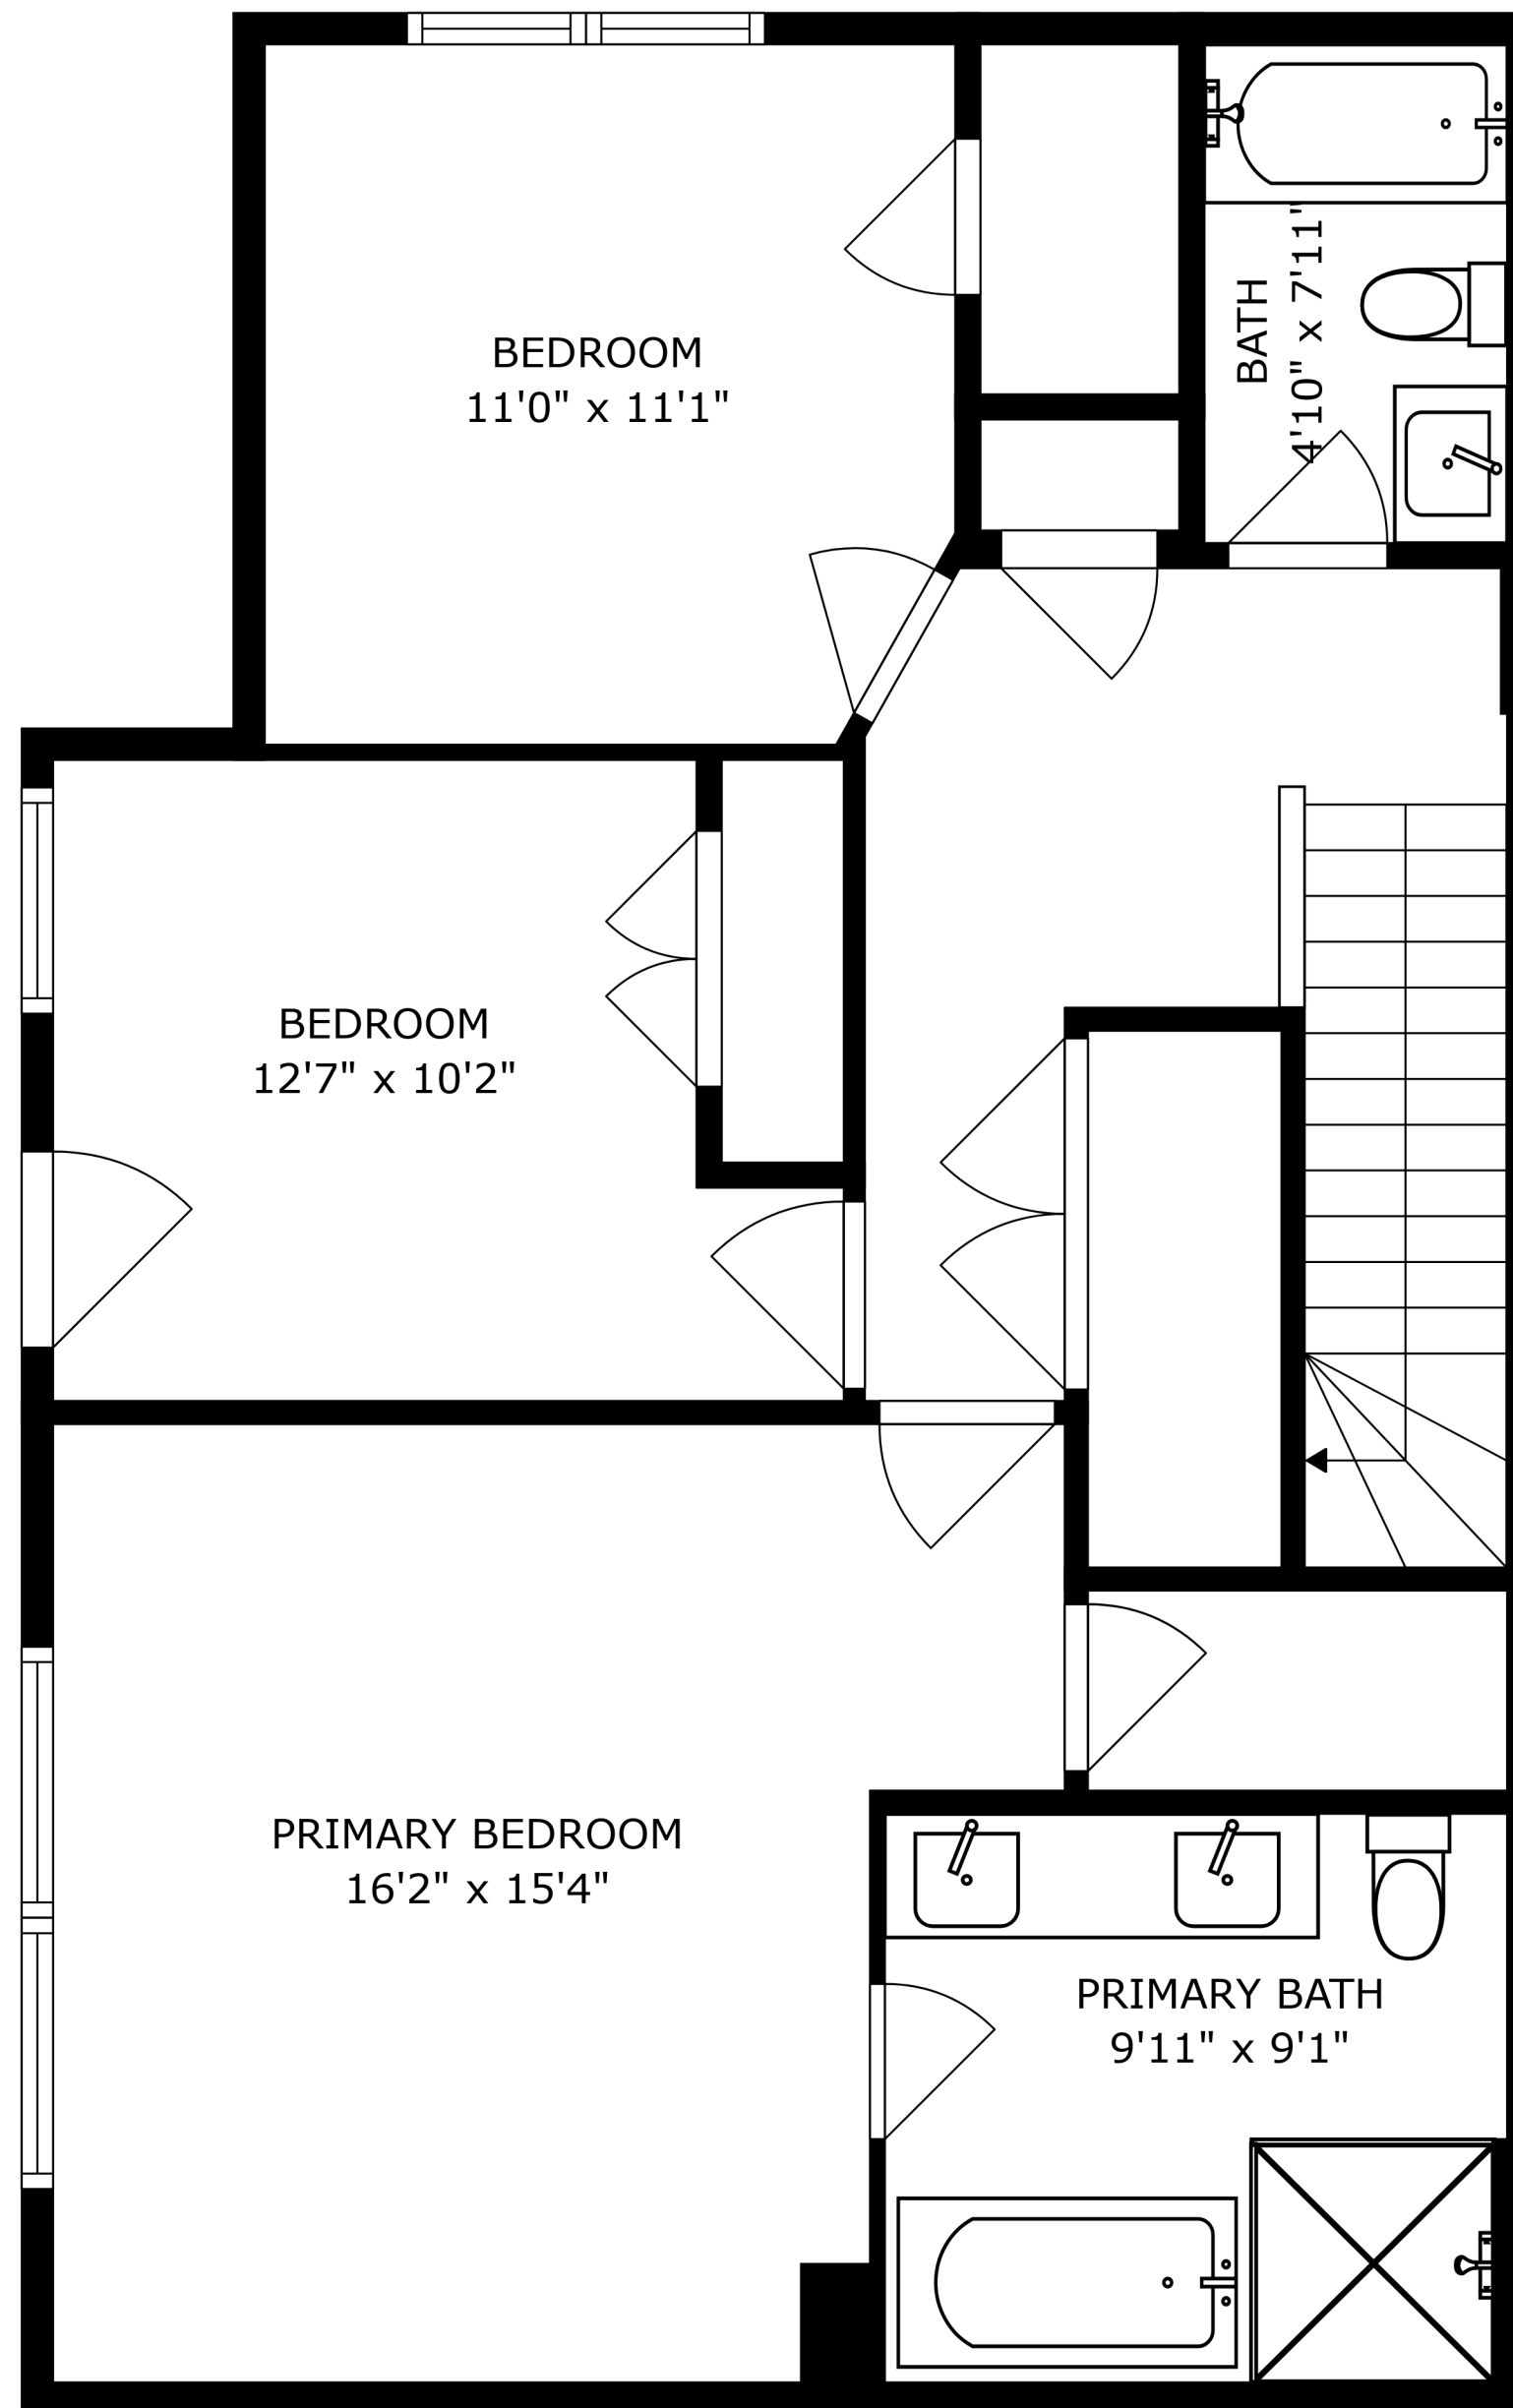 BEDROOM
11'0" x 11'1"
BATH
4'10" x 7'11"
BEDROOM
12'7" x 10'2"
PRIMARY BEDROOM
16'2" x 15'4"
PRIMARY BATH
9'11" x 9'1"